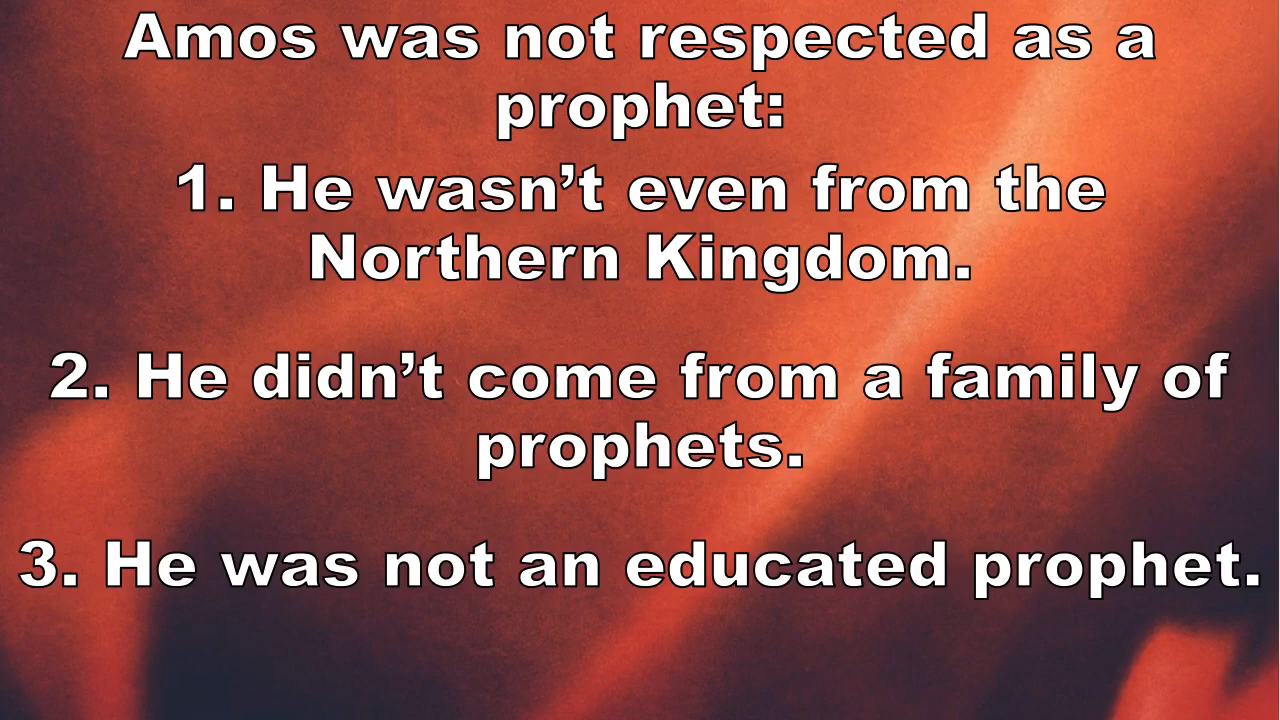 Amos was not respected as a
prophet:
1. He wasn’t even from the
Northern Kingdom.
2. He didn’t come from a family of
prophets.
3. He was not an educated prophet.